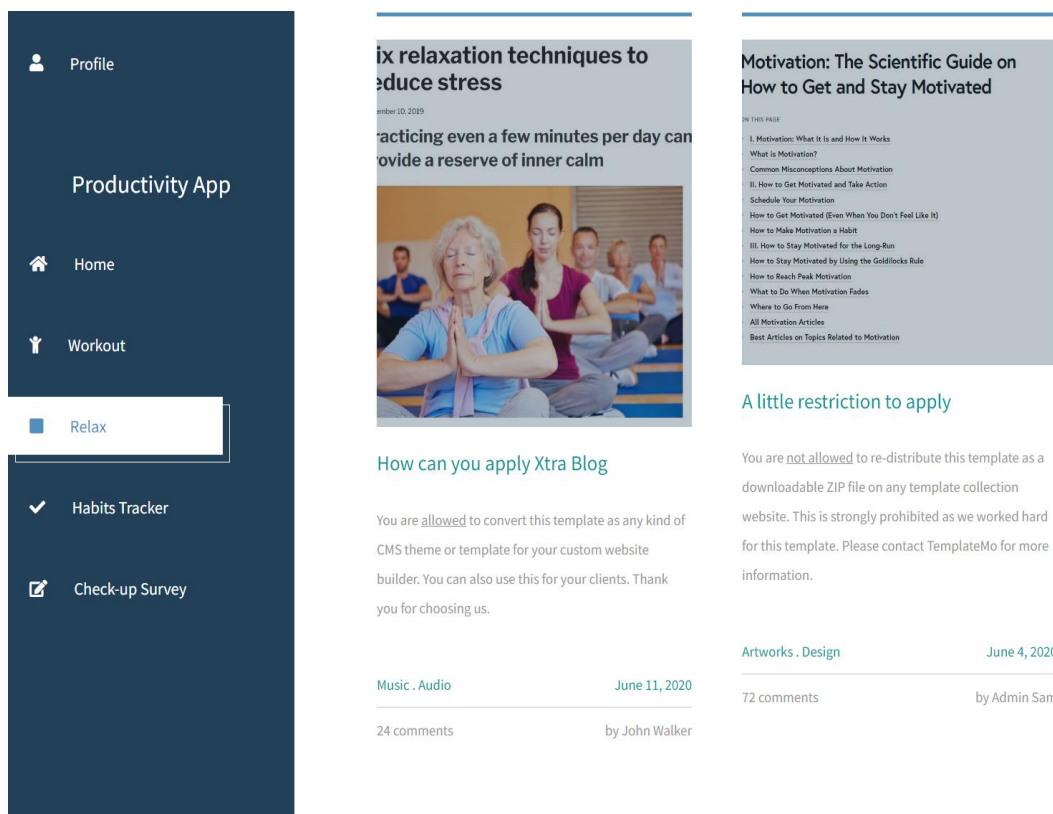 Profile
Productivity App
Home
Workout
Relax
Habits Tracker
Check-up Survey
ix relaxation techniques to
educe stress
ember 10, 2019
racticing even a few minutes per day can
ovide a reserve of inner calm
How can you apply Xtra Blog
You are allowed to convert this template as any kind of
CMS theme or template for your custom website
builder. You can also use this for your clients. Thank
you for choosing us.
Music . Audio
June 11, 2020
24 comments
by John Walker
Motivation: The Scientific Guide on
How to Get and Stay Motivated
ON THIS PAGE
I. Motivation: What It Is and How It Works
What is Motivation?
Common Misconceptions About Motivation
II. How to Get Motivated and Take Action
Schedule Your Motivation
How to Get Motivated (Even When You Don't Feel Like It)
How to Make Motivation a Habit
III. How to Stay Motivated for the Long-Run
How to Stay Motivated by Using the Goldilocks Rule
How to Reach Peak Motivation
What to Do When Motivation Fades
Where to Go From Here
All Motivation Articles
Best Articles on Topics Related to Motivation
A little restriction to apply
You are not allowed to re-distribute this template as a
downloadable ZIP file on any template collection
website. This is strongly prohibited as we worked hard
for this template. Please contact TemplateMo for more
information.
Artworks . Design
June 4, 2020
72 comments
by Admin Sam